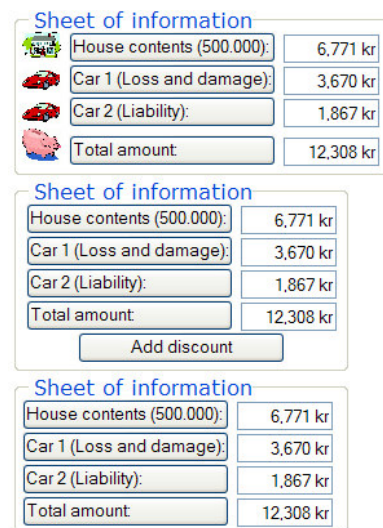 Sheet of information
House contents (500.000): 6,771 kr
Car 1 (Loss and damage): 3,670 kr
Car 2 (Liability): 1,867 kr
Total amount: 12,308 kr
Sheet of information
House contents (500.000): 6,771 kr
Car 1 (Loss and damage): 3,670 kr
Car 2 (Liability): 1,867 kr
Total amount: 12,308 kr
Add discount
Sheet of information
House contents (500.000): 6,771 kr
Car 1 (Loss and damage): 3,670 kr
Car 2 (Liability): 1,867 kr
Total amount: 12,308 kr